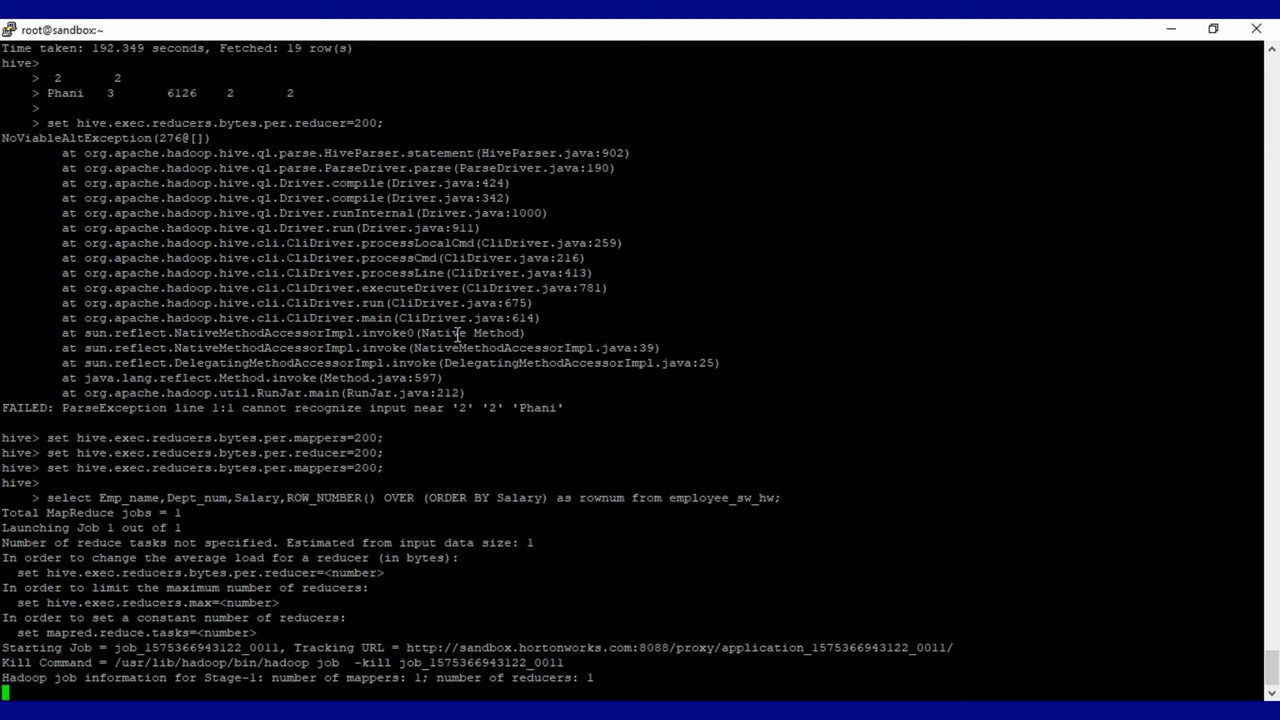 root@sandbox:~
Time taken: 192.349 seconds, Fetched: 19 row(s)
hive>
    >  2       2
    > Phani   3       6126    2       2
    >
    > set hive.exec.reducers.bytes.per.reducer=200;
NoViableAltException(276@[])
        at org.apache.hadoop.hive.ql.parse.HiveParser.statement(HiveParser.java:902)
        at org.apache.hadoop.hive.ql.parse.ParseDriver.parse(ParseDriver.java:190)
        at org.apache.hadoop.hive.ql.Driver.compile(Driver.java:424)
        at org.apache.hadoop.hive.ql.Driver.compile(Driver.java:342)
        at org.apache.hadoop.hive.ql.Driver.runInternal(Driver.java:1000)
        at org.apache.hadoop.hive.ql.Driver.run(Driver.java:911)
        at org.apache.hadoop.hive.cli.CliDriver.processLocalCmd(CliDriver.java:259)
        at org.apache.hadoop.hive.cli.CliDriver.processCmd(CliDriver.java:216)
        at org.apache.hadoop.hive.cli.CliDriver.processLine(CliDriver.java:413)
        at org.apache.hadoop.hive.cli.CliDriver.executeDriver(CliDriver.java:781)
        at org.apache.hadoop.hive.cli.CliDriver.run(CliDriver.java:675)
        at org.apache.hadoop.hive.cli.CliDriver.main(CliDriver.java:614)
        at sun.reflect.NativeMethodAccessorImpl.invoke0(Native Method)
        at sun.reflect.NativeMethodAccessorImpl.invoke(NativeMethodAccessorImpl.java:39)
        at sun.reflect.DelegatingMethodAccessorImpl.invoke(DelegatingMethodAccessorImpl.java:25)
        at java.lang.reflect.Method.invoke(Method.java:597)
        at org.apache.hadoop.util.RunJar.main(RunJar.java:212)
FAILED: ParseException line 1:1 cannot recognize input near '2' '2' 'Phani'
hive> set hive.exec.reducers.bytes.per.mappers=200;
hive> set hive.exec.reducers.bytes.per.reducer=200;
hive> set hive.exec.reducers.bytes.per.mappers=200;
hive>
    > select Emp_name,Dept_num,Salary,ROW_NUMBER() OVER (ORDER BY Salary) as rownum from employee_sw_hw;
Total MapReduce jobs = 1
Launching Job 1 out of 1
Number of reduce tasks not specified. Estimated from input data size: 1
In order to change the average load for a reducer (in bytes):
  set hive.exec.reducers.bytes.per.reducer=<number>
In order to limit the maximum number of reducers:
  set hive.exec.reducers.max=<number>
In order to set a constant number of reducers:
  set mapred.reduce.tasks=<number>
Starting Job = job_1575366943122_0011, Tracking URL = http://sandbox.hortonworks.com:8088/proxy/application_1575366943122_0011/
Kill Command = /usr/lib/hadoop/bin/hadoop job  -kill job_1575366943122_0011
Hadoop job information for Stage-1: number of mappers: 1; number of reducers: 1